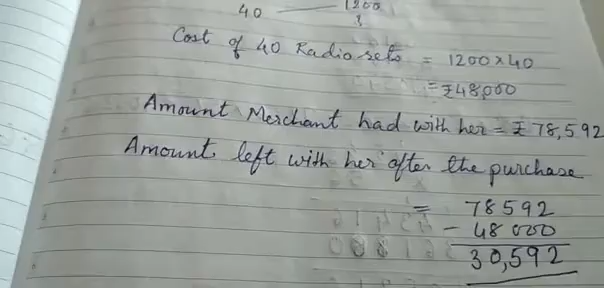 40 —— 1200
Cost of 40 Radio sets = 1200×40
= ₹48,000
Amount Merchant had with her = ₹78,592
Amount left with her after the purchase
= 78592
- 48000
30,592